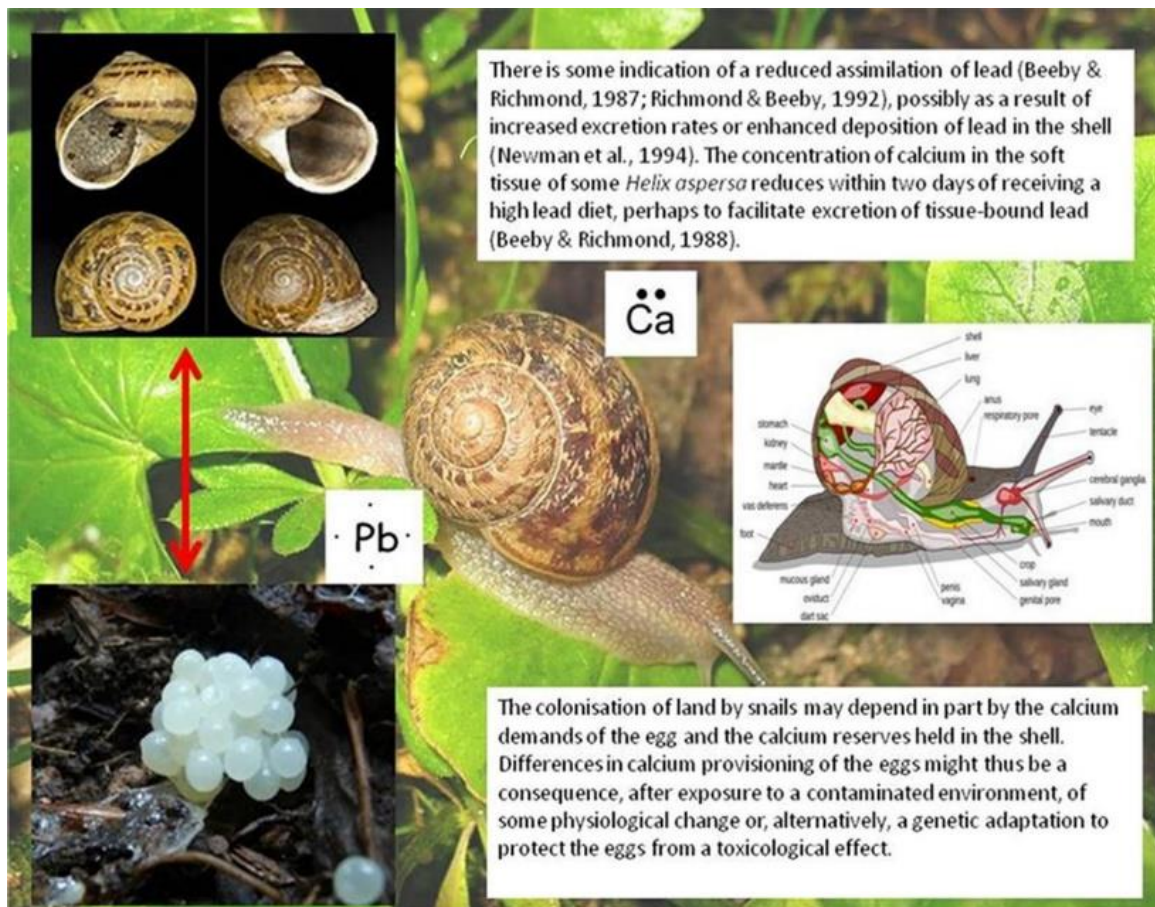 There is some indication of a reduced assimilation of lead (Beeby &
Richmond, 1987; Richmond & Beeby, 1992), possibly as a result of
increased excretion rates or enhanced deposition of lead in the shell
(Newman et al., 1994). The concentration of calcium in the soft
tissue of some Helix aspersa reduces within two days of receiving a
high lead diet, perhaps to facilitate excretion of tissue-bound lead
(Beeby & Richmond, 1988).
Ca
shell
liver
lung
anus
respiratory pore
eye
tentacle
cerebral ganglia
salivary duct
mouth
stomach
kidney
mantle
heart
vas deferens
foot
mucous gland
oviduct
dart sac
penis
vagina
crop
salivary gland
genital pore
Pb
The colonisation of land by snails may depend in part by the calcium
demands of the egg and the calcium reserves held in the shell.
Differences in calcium provisioning of the eggs might thus be a
consequence, after exposure to a contaminated environment, of
some physiological change or, alternatively, a genetic adaptation to
protect the eggs from a toxicological effect.